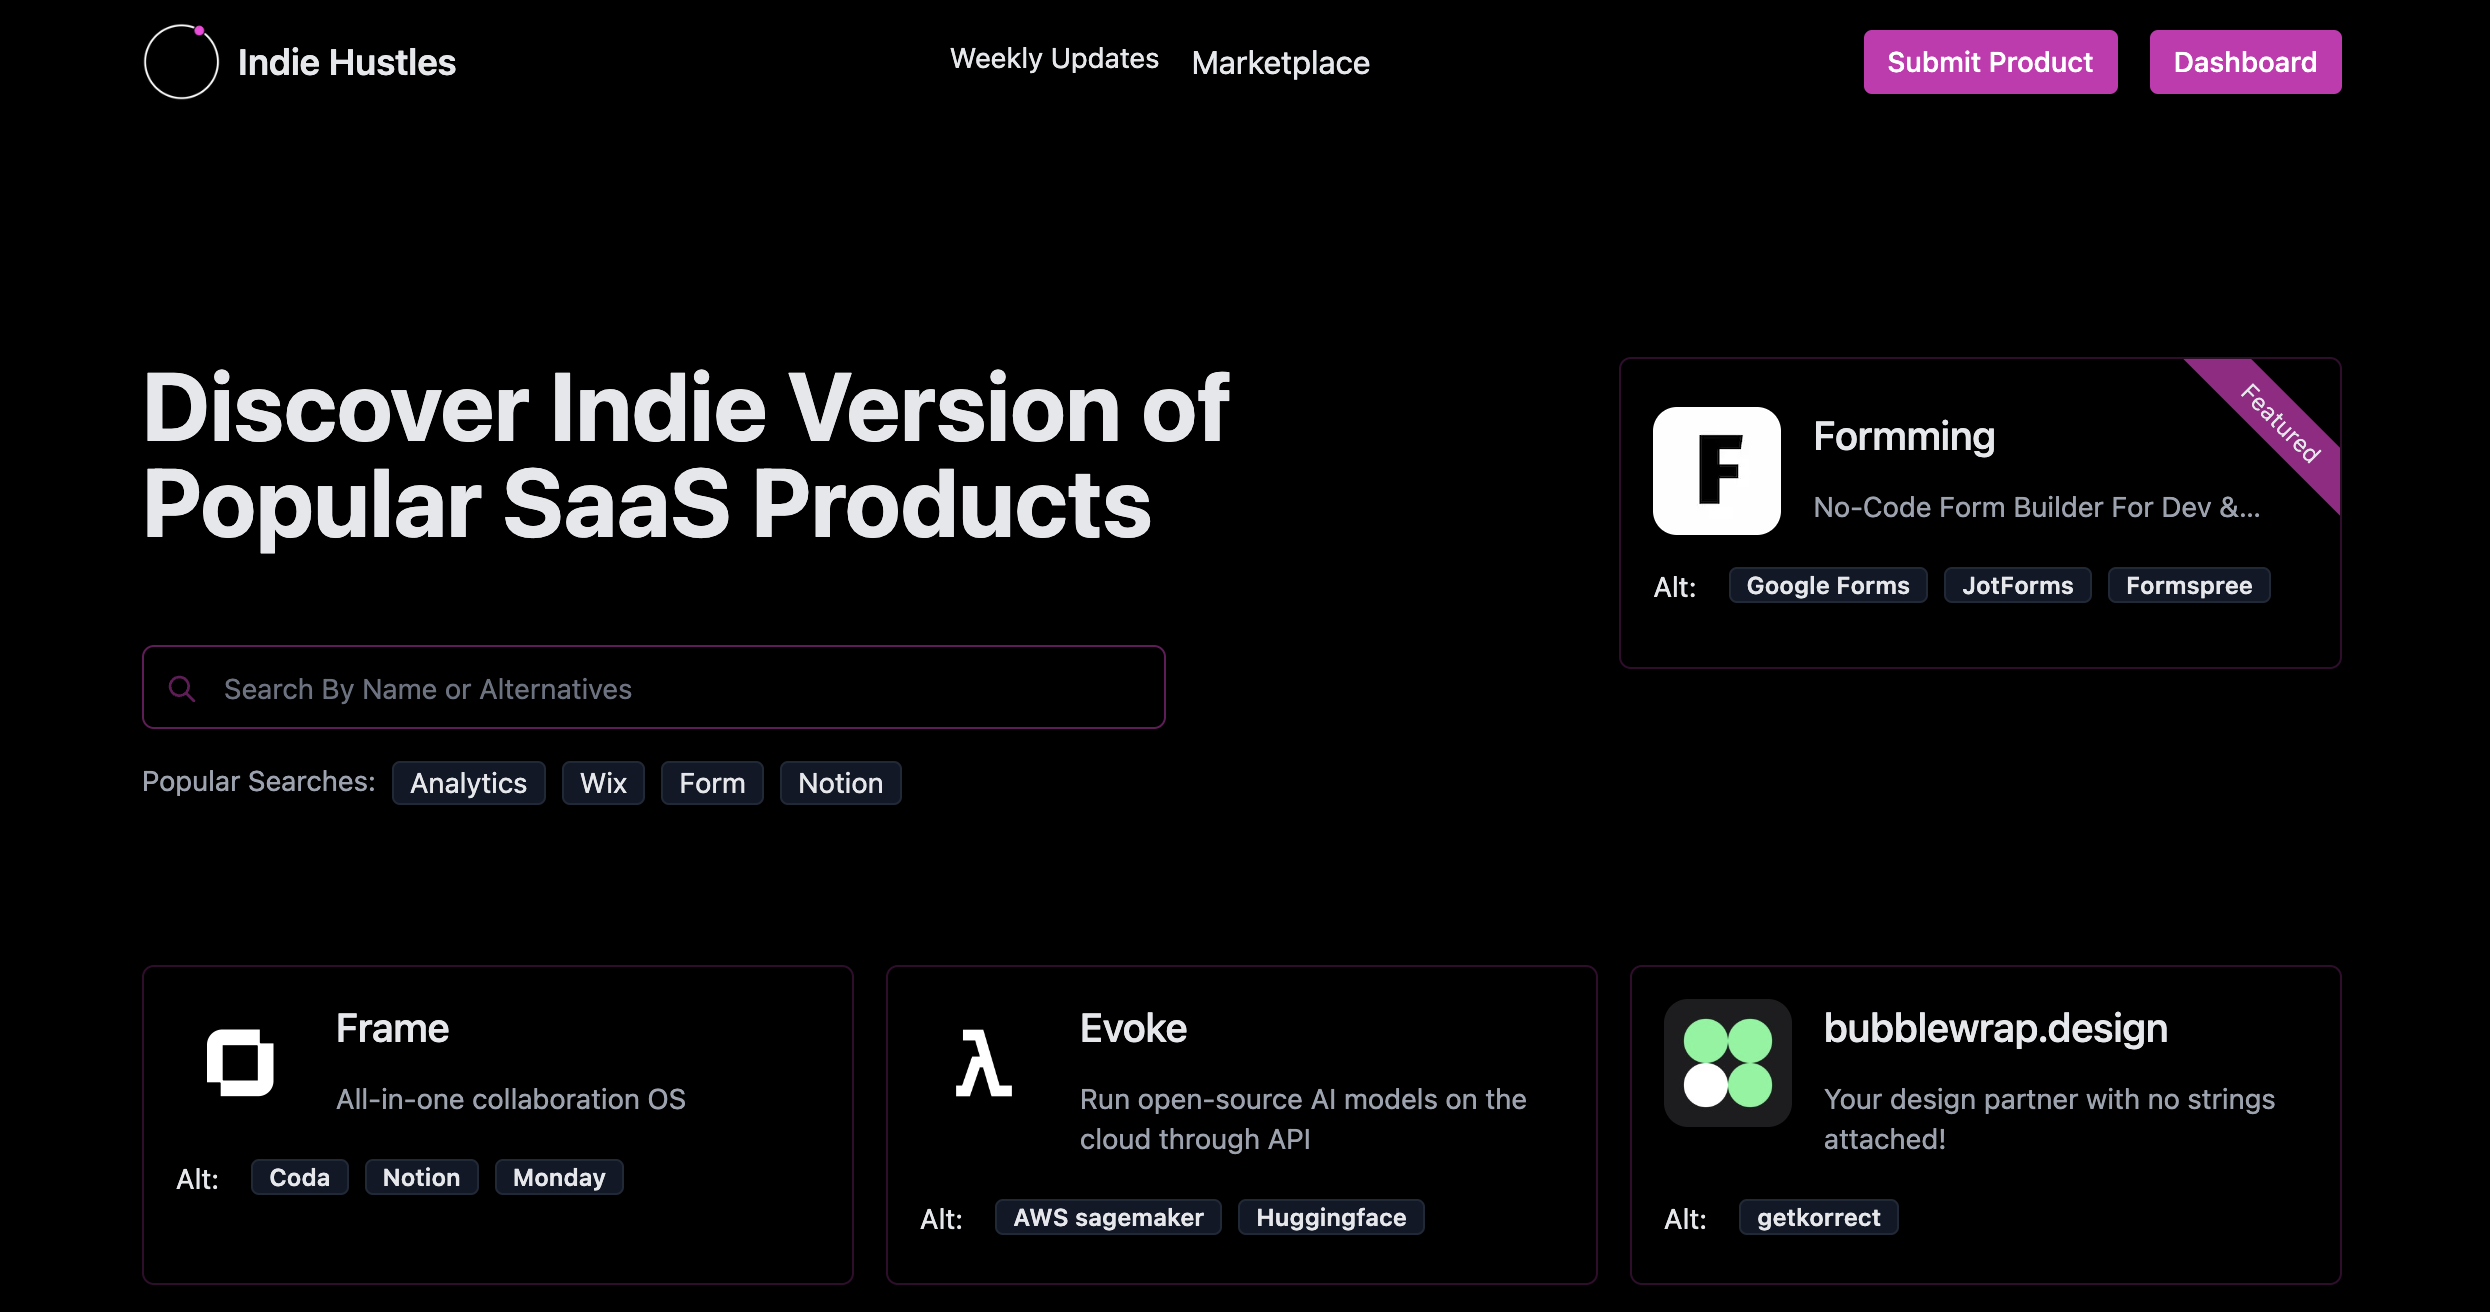 Indie Hustles
Weekly Updates
Marketplace
Submit Product
Dashboard
Discover Indie Version of
Popular SaaS Products
Search By Name or Alternatives
Popular Searches: Analytics Wix Form Notion
Featured
F
Formming
No-Code Form Builder For Dev &...
Alt: Google Forms JotForms Formspree
Frame
All-in-one collaboration OS
Alt: Coda Notion Monday
λ
Evoke
Run open-source AI models on the
cloud through API
Alt: AWS sagemaker Huggingface
bubblewrap.design
Your design partner with no strings
attached!
Alt: getkorrect